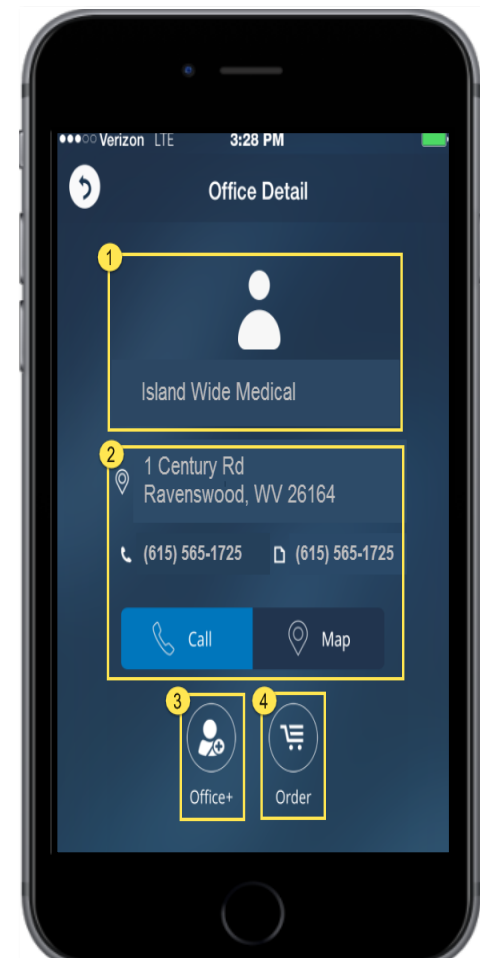 Verizon LTE 3:28 PM
Office Detail
1
Island Wide Medical
2
1 Century Rd
Ravenswood, WV 26164
(615) 565-1725 (615) 565-1725
Call Map
3 4
Office+ Order